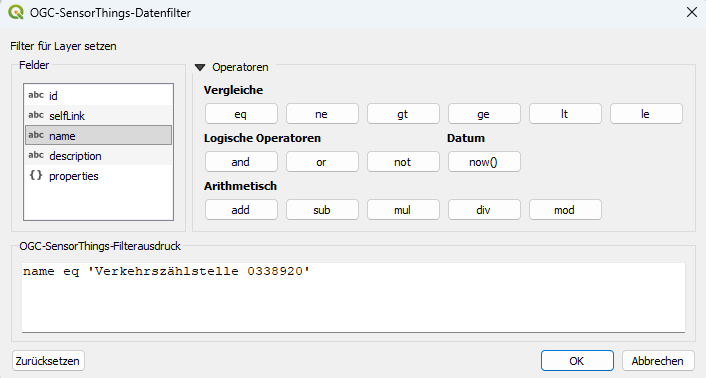 OGC-SensorThings-Datenfilter
Filter für Layer setzen
Felder
abc id
abc selfLink
abc name
abc description
{} properties
Operatoren
Vergleiche
eq ne gt ge lt le
Logische Operatoren Datum
and or not now()
Arithmetisch
add sub mul div mod
OGC-SensorThings-Filterausdruck
name eq 'Verkehrszählstelle 0338920'
Zurücksetzen OK Abbrechen